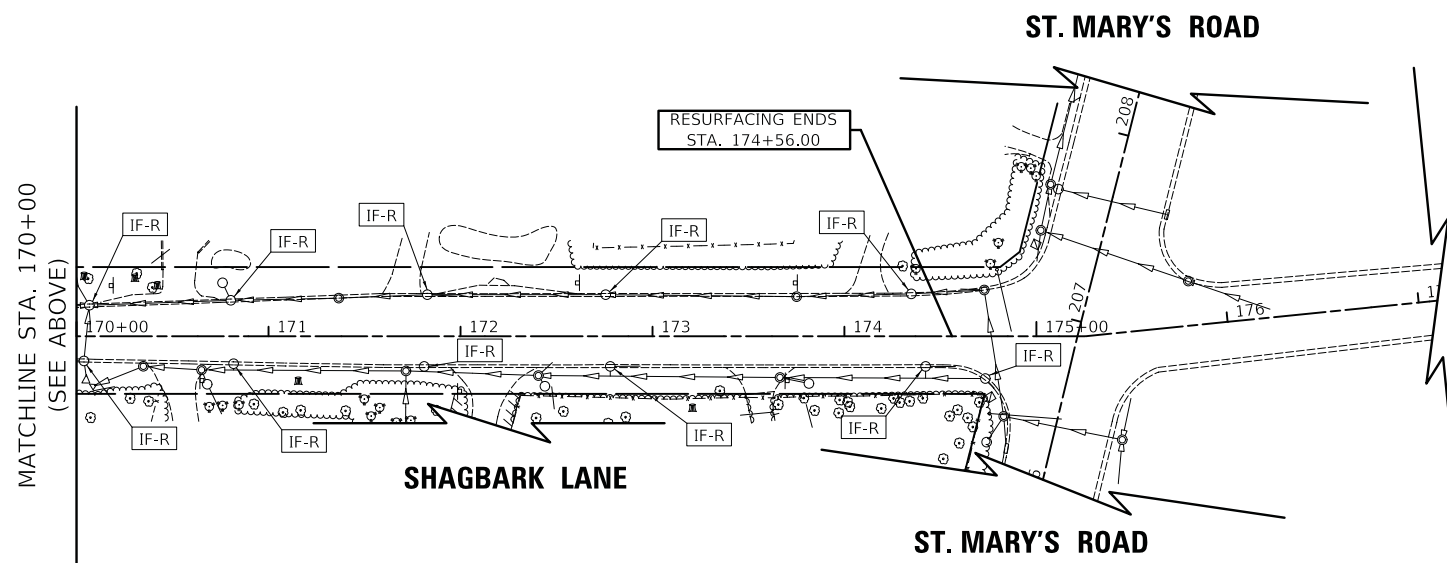 ST. MARY'S ROAD
RESURFACING ENDS
STA. 174+56.00
208
MATCHLINE STA. 170+00
(SEE ABOVE)
IF-R
IF-R
IF-R
IF-R
IF-R
207
176
170+00
171
172
173
174
175+00
IF-R
IF-R
IF-R
IF-R
IF-R
IF-R
SHAGBARK LANE
ST. MARY'S ROAD